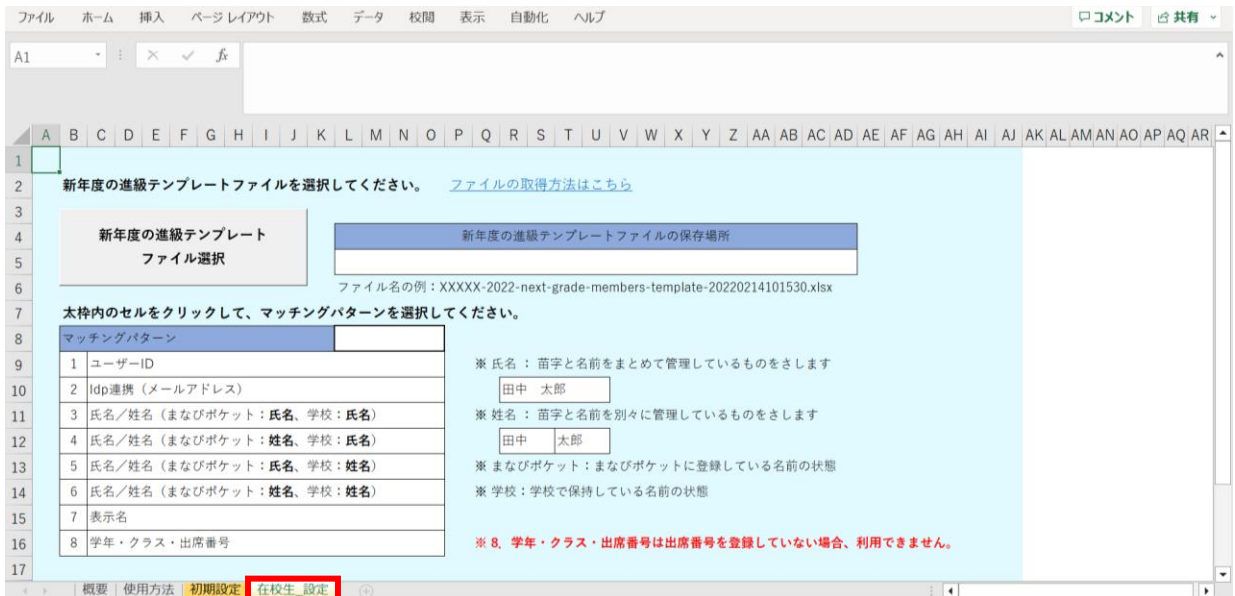 ファイル ホーム 挿入 ページ レイアウト 数式 データ 校閲 表示 自動化 ヘルプ コメント 共有
A1 fx
A B C D E F G H I J K L M N O P Q R S T U V W X Y Z AA AB AC AD AE AF AG AH AI AJ AK AL AM AN AO AP AQ AR
1
2 新年度の進級テンプレートファイルを選択してください。 ファイルの取得方法はこちら
3
4 新年度の進級テンプレート 新年度の進級テンプレートファイルの保存場所
5 ファイル選択
6 ファイル名の例：XXXXX-2022-next-grade-members-template-20220214101530.xlsx
7 太枠内のセルをクリックして、マッチングパターンを選択してください。
8 マッチングパターン
9 1 ユーザーID ※ 氏名 ： 苗字と名前をまとめて管理しているものをさします
10 2 Idp連携（メールアドレス） 田中 太郎
11 3 氏名／姓名（まなびポケット：氏名、学校：氏名） ※ 姓名 ： 苗字と名前を別々に管理しているものをさします
12 4 氏名／姓名（まなびポケット：姓名、学校：氏名） 田中 太郎
13 5 氏名／姓名（まなびポケット：氏名、学校：姓名） ※ まなびポケット：まなびポケットに登録している名前の状態
14 6 氏名／姓名（まなびポケット：姓名、学校：姓名） ※ 学校：学校で保持している名前の状態
15 7 表示名
16 8 学年・クラス・出席番号 ※ 8．学年・クラス・出席番号は出席番号を登録していない場合、利用できません。
17
概要 使用方法 初期設定 在校生_設定